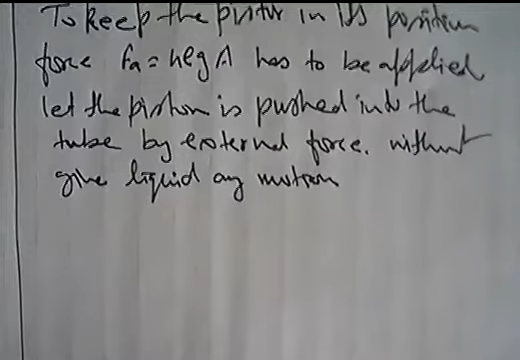 To keep the piston in its position
force Fa = hρgA has to be applied
let the piston is pushed into the
tube by external force. without
give liquid any motion